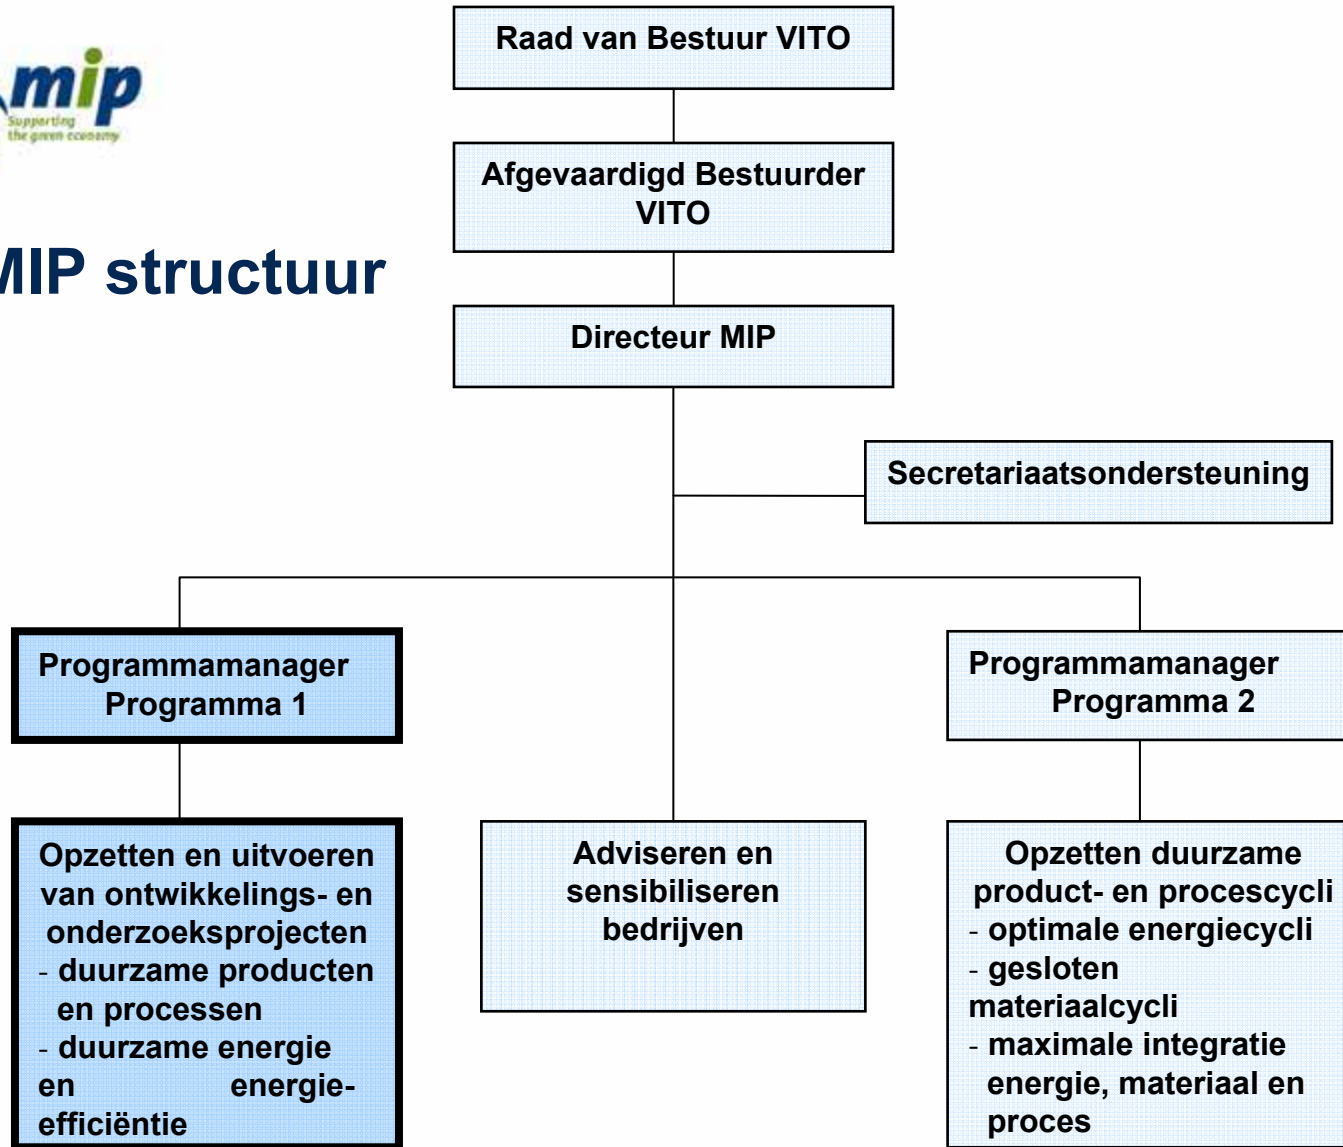 mip
Supporting
the green economy
Raad van Bestuur VITO
Afgevaardigd Bestuurder
VITO
MIP structuur
Directeur MIP
Secretariaatsondersteuning
Programmamanager
Programma 1
Programmamanager
Programma 2
Opzetten en uitvoeren
van ontwikkelings- en
onderzoeksprojecten
- duurzame producten
en processen
- duurzame energie
en energie-
efficiëntie
Adviseren en
sensibiliseren
bedrijven
Opzetten duurzame
product- en procescycli
- optimale energiecycli
- gesloten
materiaalcycli
- maximale integratie
energie, materiaal en
proces